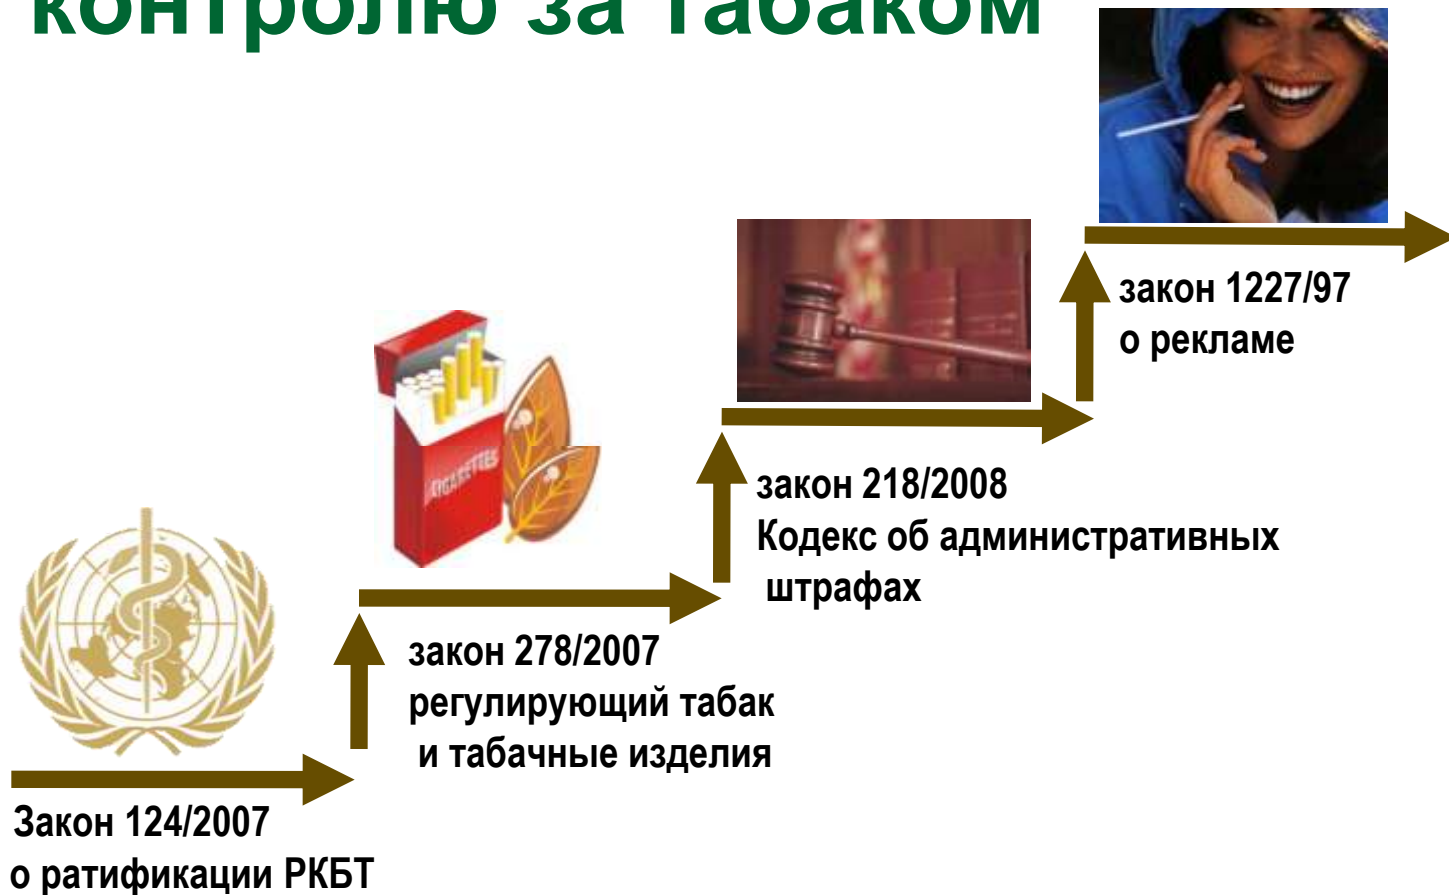 контролю за табаком
закон 1227/97
о рекламе
закон 218/2008
Кодекс об административных
штрафах
закон 278/2007
регулирующий табак
и табачные изделия
CIGARETTES
Закон 124/2007
о ратификации РКБТ